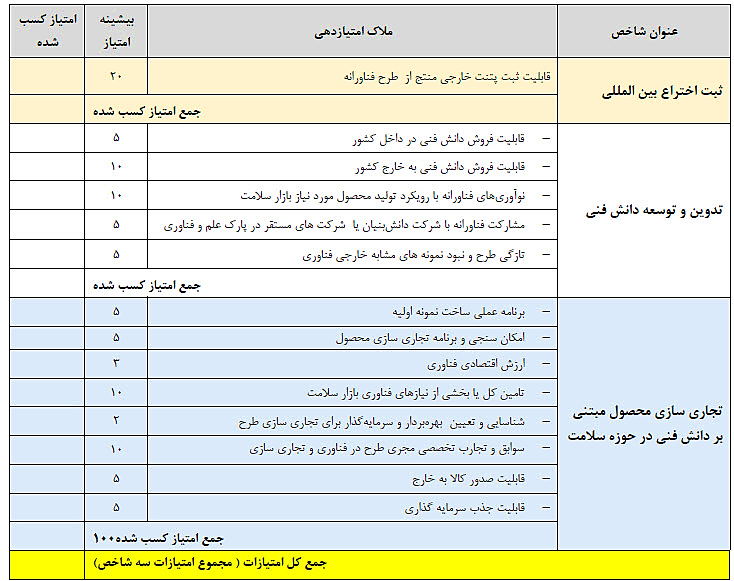 عنوان شاخص
ملاک امتیازدهی
بیشینه امتیاز
امتیاز کسب شده
ثبت اختراع بین المللی
قابلیت ثبت پتنت خارجی منتج از طرح فناورانه
۲۰
جمع امتیاز کسب شده
تدوین و توسعه دانش فنی
– قابلیت فروش دانش فنی در داخل کشور
۵
– قابلیت فروش دانش فنی به خارج کشور
۱۰
– نوآوری‌های فناورانه با رویکرد تولید محصول مورد نیاز بازار سلامت
۱۰
– مشارکت فناورانه با شرکت دانش‌بنیان یا شرکت های مستقر در پارک علم و فناوری
۵
– تازگی طرح و نبود نمونه های مشابه خارجی فناوری
۵
جمع امتیاز کسب شده
تجاری سازی محصول مبتنی
بر دانش فنی در حوزه سلامت
– برنامه عملی ساخت نمونه اولیه
۵
– امکان سنجی و برنامه تجاری سازی محصول
۵
– ارزش اقتصادی فناوری
۳
– تامین کل یا بخشی از نیازهای فناوری بازار سلامت
۱۰
– شناسایی و تعیین بهره‌بردار و سرمایه‌گذار برای تجاری سازی طرح
۲
– سوابق و تجارب تخصصی مجری طرح در فناوری و تجاری سازی
۱۰
– قابلیت صدور کالا به خارج
۵
– قابلیت جذب سرمایه گذاری
۵
جمع امتیاز کسب شده۱۰۰
جمع کل امتیازات ( مجموع امتیازات سه شاخص)